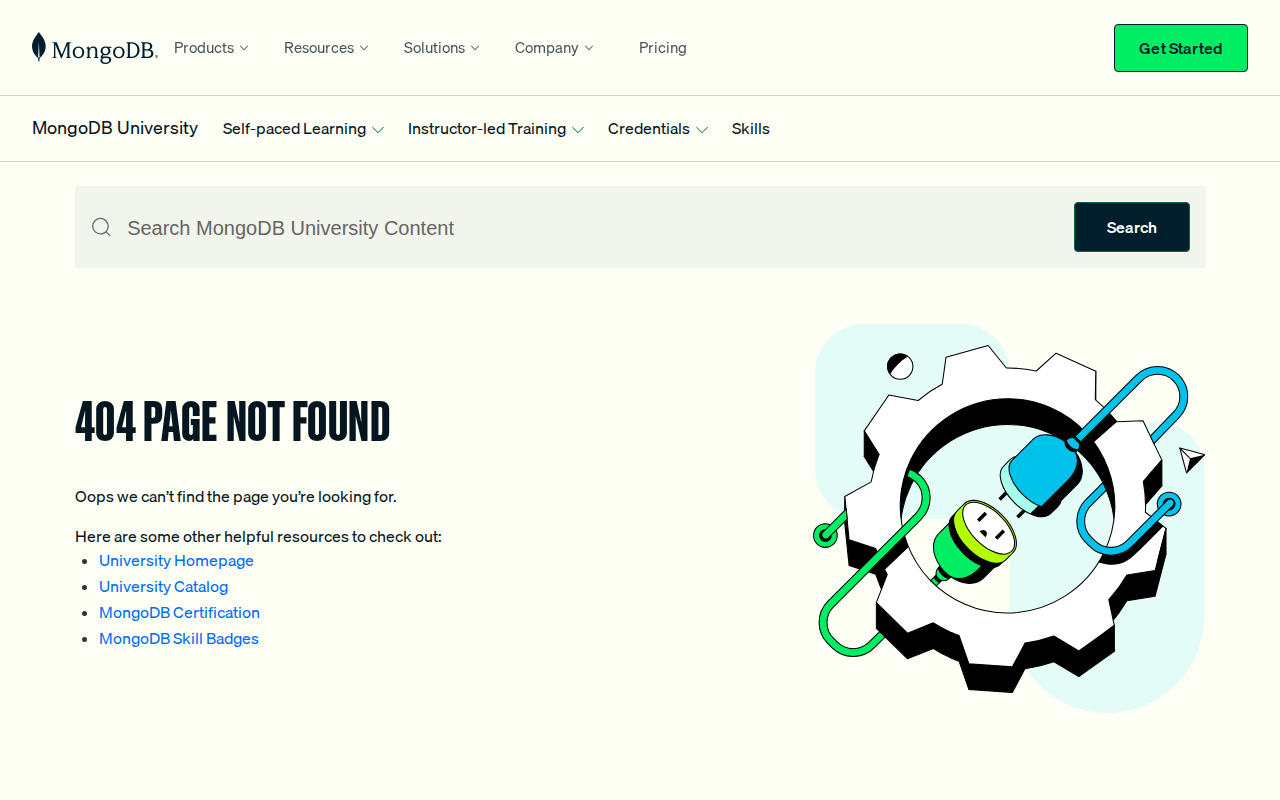 MongoDB.
Products
Resources
Solutions
Company
Pricing
Get Started
MongoDB University
Self-paced Learning
Instructor-led Training
Credentials
Skills
Search MongoDB University Content
Search
404 PAGE NOT FOUND
Oops we can’t find the page you’re looking for.
Here are some other helpful resources to check out:
University Homepage
University Catalog
MongoDB Certification
MongoDB Skill Badges